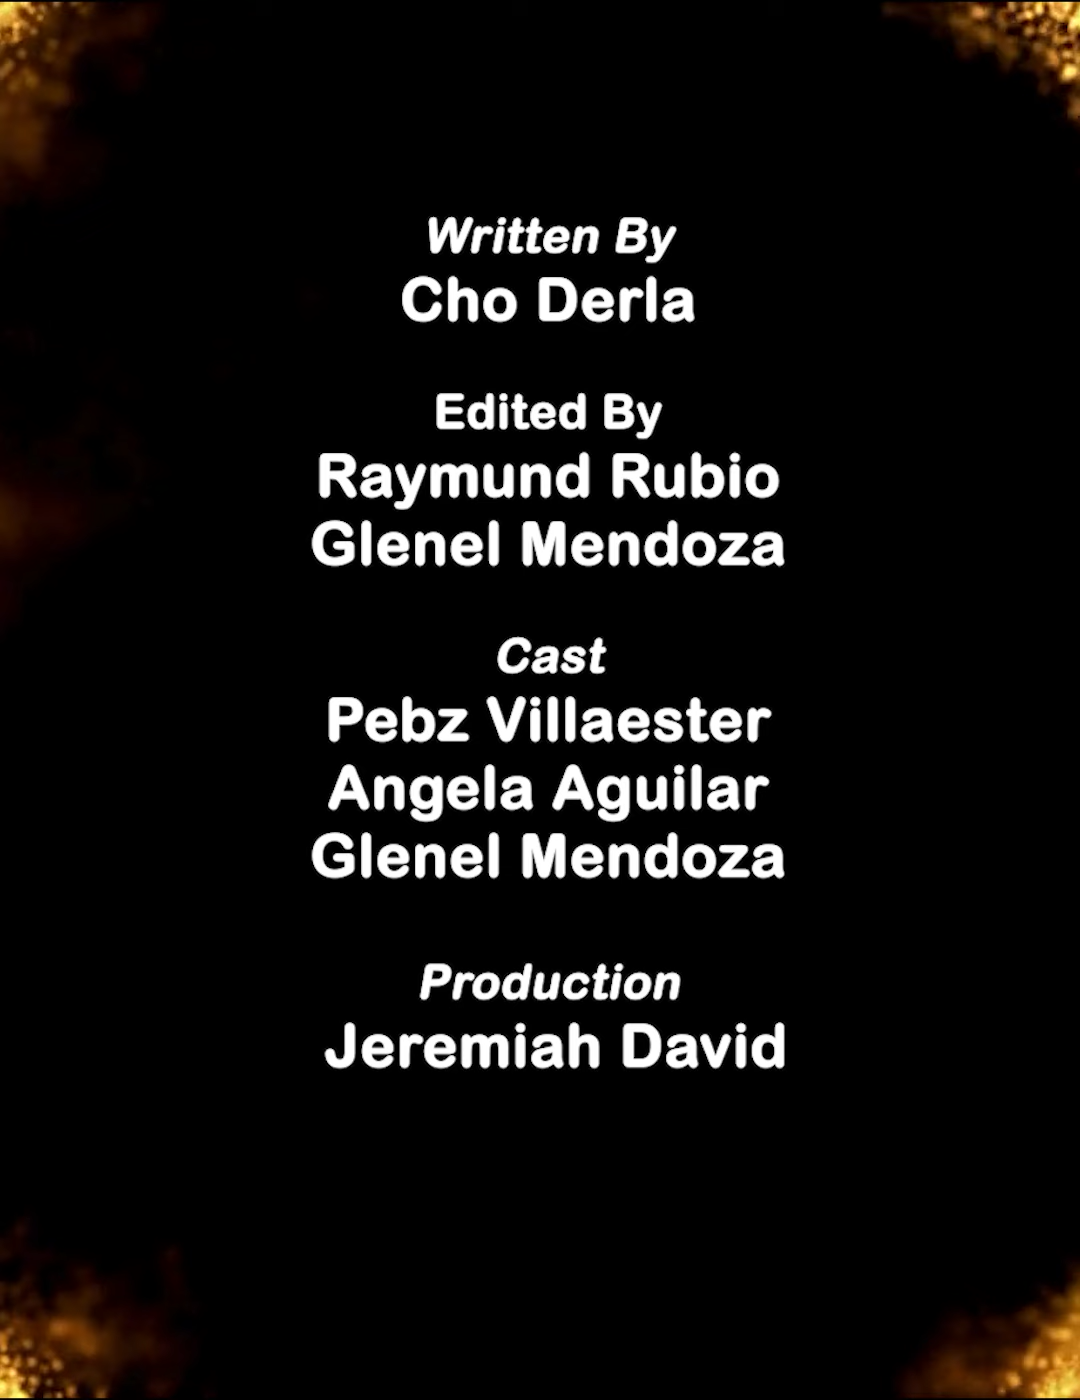 Written By
Cho Derla
Edited By
Raymund Rubio
Glenel Mendoza
Cast
Pebz Villaester
Angela Aguilar
Glenel Mendoza
Production
Jeremiah David